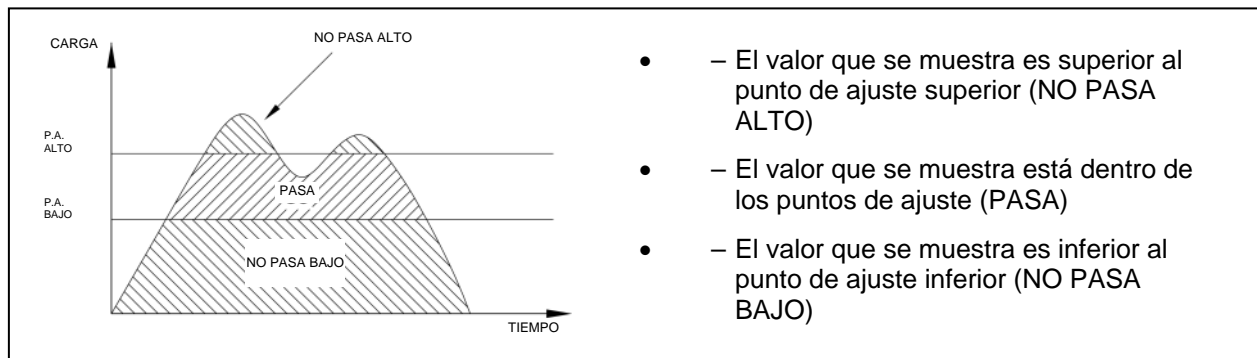 CARGA
NO PASA ALTO
P.A.
ALTO
PASA
P.A.
BAJO
NO PASA BAJO
TIEMPO
• – El valor que se muestra es superior al
punto de ajuste superior (NO PASA
ALTO)
• – El valor que se muestra está dentro de
los puntos de ajuste (PASA)
• – El valor que se muestra es inferior al
punto de ajuste inferior (NO PASA
BAJO)